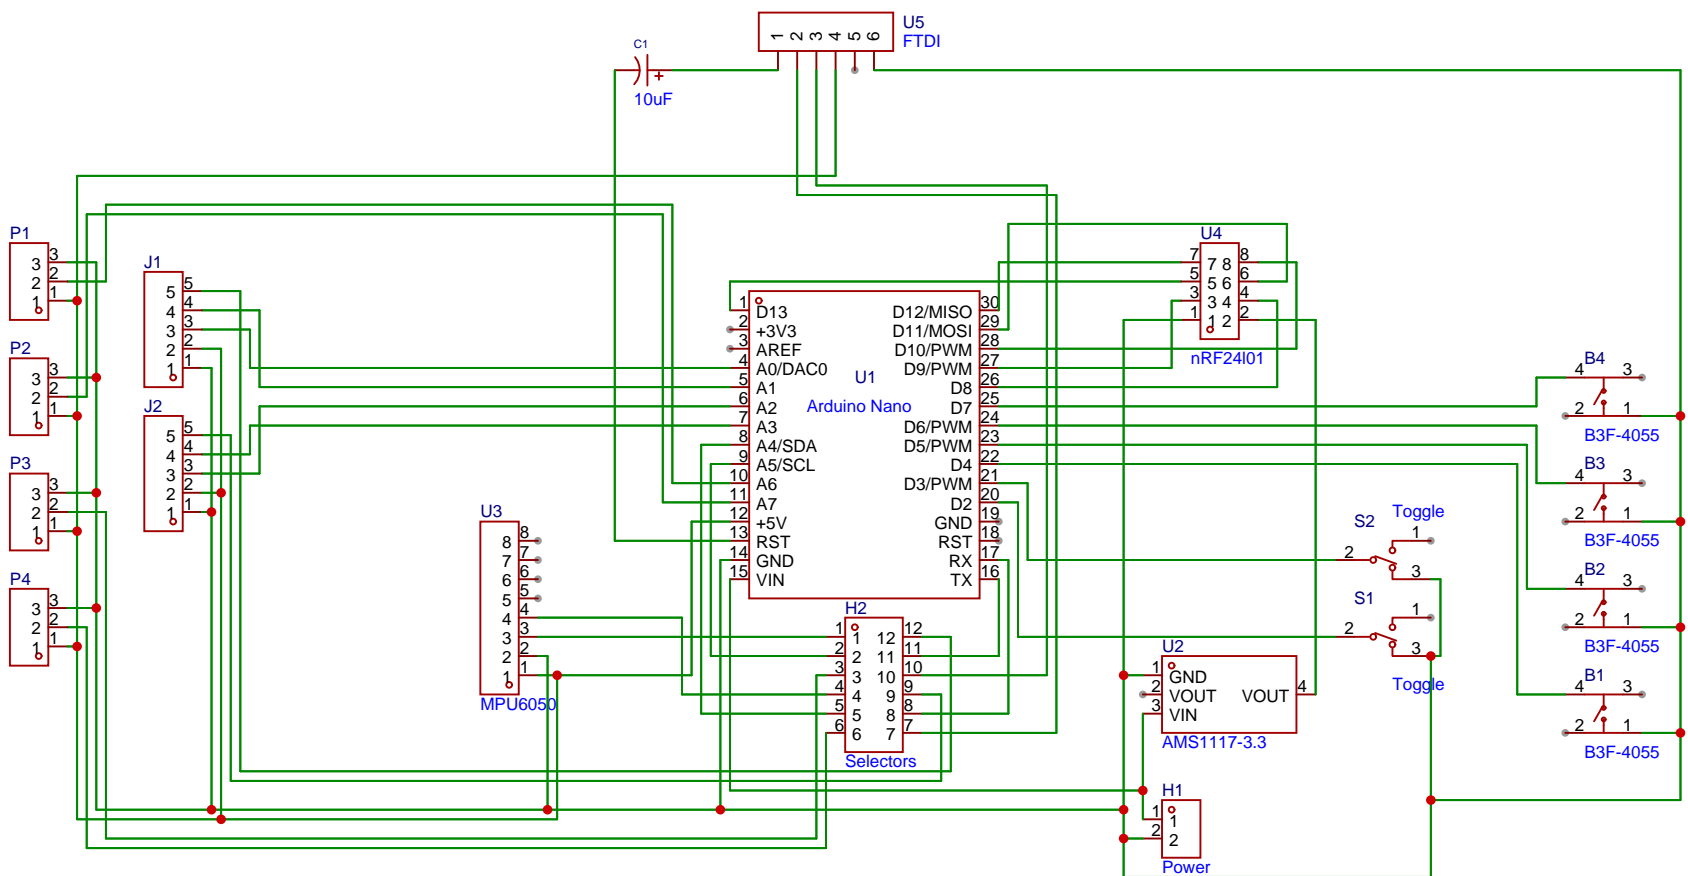 U5
FTDI
1 2 3 4 5 6
C1
+
10uF
P1
3 3
2 2
1 1
P2
3 3
2 2
1 1
P3
3 3
2 2
1 1
P4
3 3
2 2
1 1
J1
5 5
4 4
3 3
2 2
1 1
J2
5 5
4 4
3 3
2 2
1 1
U3
8 8
7 7
6 6
5 5
4 4
3 3
2 2
1 1
MPU6050
U1
Arduino Nano
1 D13
2 +3V3
3 AREF
4 A0/DAC0
5 A1
6 A2
7 A3
8 A4/SDA
9 A5/SCL
10 A6
11 A7
12 +5V
13 RST
14 GND
15 VIN
D12/MISO 30
D11/MOSI 29
D10/PWM 28
D9/PWM 27
D8 26
D7 25
D6/PWM 24
D5/PWM 23
D4 22
D3/PWM 21
D2 20
GND 19
RST 18
RX 17
TX 16
U4
7 7 8 8
5 5 6 6
3 3 4 4
1 1 2 2
nRF24l01
H2
1 1 12 12
2 2 11 11
3 3 10 10
4 4 9 9
5 5 8 8
6 6 7 7
Selectors
U2
1 GND
2 VOUT VOUT 4
3 VIN
AMS1117-3.3
H1
1 1
2 2
Power
S2 Toggle
1
2
3
S1
1
2
3
Toggle
B4
4 3
2 1
B3F-4055
B3
4 3
2 1
B3F-4055
B2
4 3
2 1
B3F-4055
B1
4 3
2 1
B3F-4055